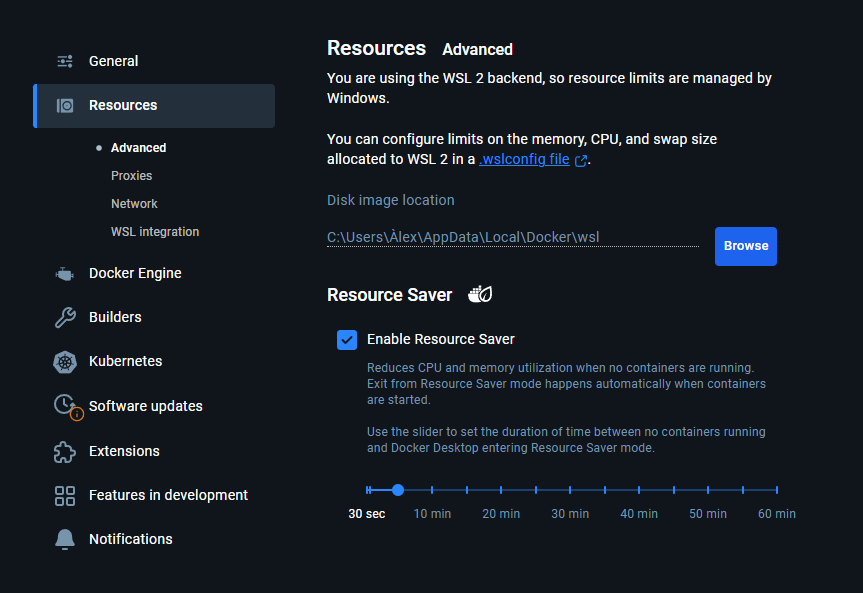 General
Resources
Advanced
Proxies
Network
WSL integration
Docker Engine
Builders
Kubernetes
Software updates
Extensions
Features in development
Notifications
Resources Advanced
You are using the WSL 2 backend, so resource limits are managed by
Windows.
You can configure limits on the memory, CPU, and swap size
allocated to WSL 2 in a .wslconfig file.
Disk image location
C:\Users\Àlex\AppData\Local\Docker\wsl
Browse
Resource Saver
Enable Resource Saver
Reduces CPU and memory utilization when no containers are running.
Exit from Resource Saver mode happens automatically when containers
are started.
Use the slider to set the duration of time between no containers running
and Docker Desktop entering Resource Saver mode.
30 sec 10 min 20 min 30 min 40 min 50 min 60 min